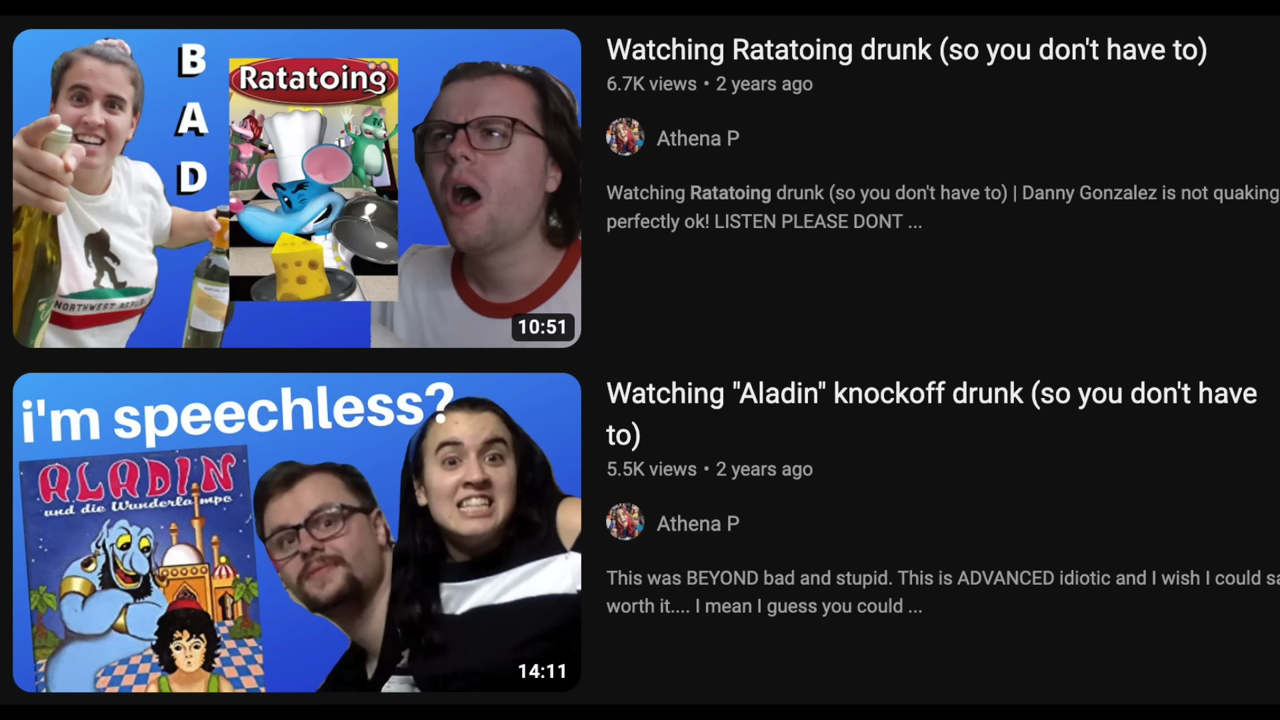 B
A
D
Ratatoing
NORTHWEST REPUBL
10:51
Watching Ratatoing drunk (so you don't have to)
6.7K views • 2 years ago
Athena P
Watching Ratatoing drunk (so you don't have to) | Danny Gonzalez is not quaking
perfectly ok! LISTEN PLEASE DONT ...
i'm speechless?
ALADIN
und die Wunderlampe
14:11
Watching "Aladin" knockoff drunk (so you don't have
to)
5.5K views • 2 years ago
Athena P
This was BEYOND bad and stupid. This is ADVANCED idiotic and I wish I could sa
worth it.... I mean I guess you could ...